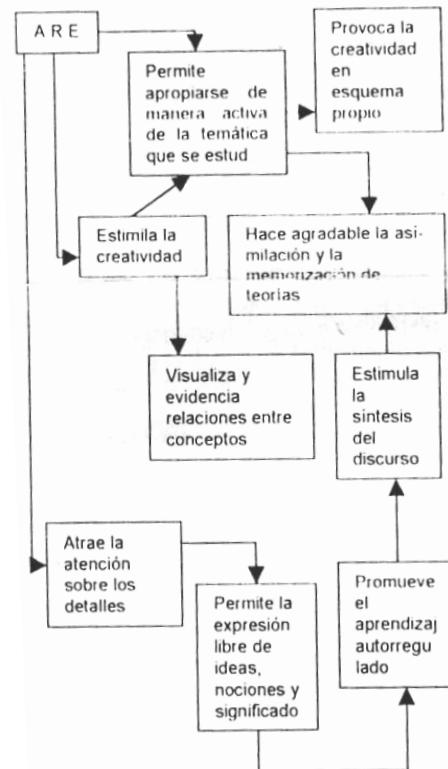 A R E
Permite
apropiarse de
manera activa
de la temática
que se estud
Provoca la
creatividad
en
esquema
propio
Estimila la
creatividad
Hace agradable la asi-
milación y la
memorización de
teorías
Visualiza y
evidencia
relaciones entre
conceptos
Estimula
la
síntesis
del
discurso
Atrae la
atención
sobre los
detalles
Permite la
expresión
libre de
ideas,
nociones y
significado
Promueve
el
aprendizaj
autorregu
lado